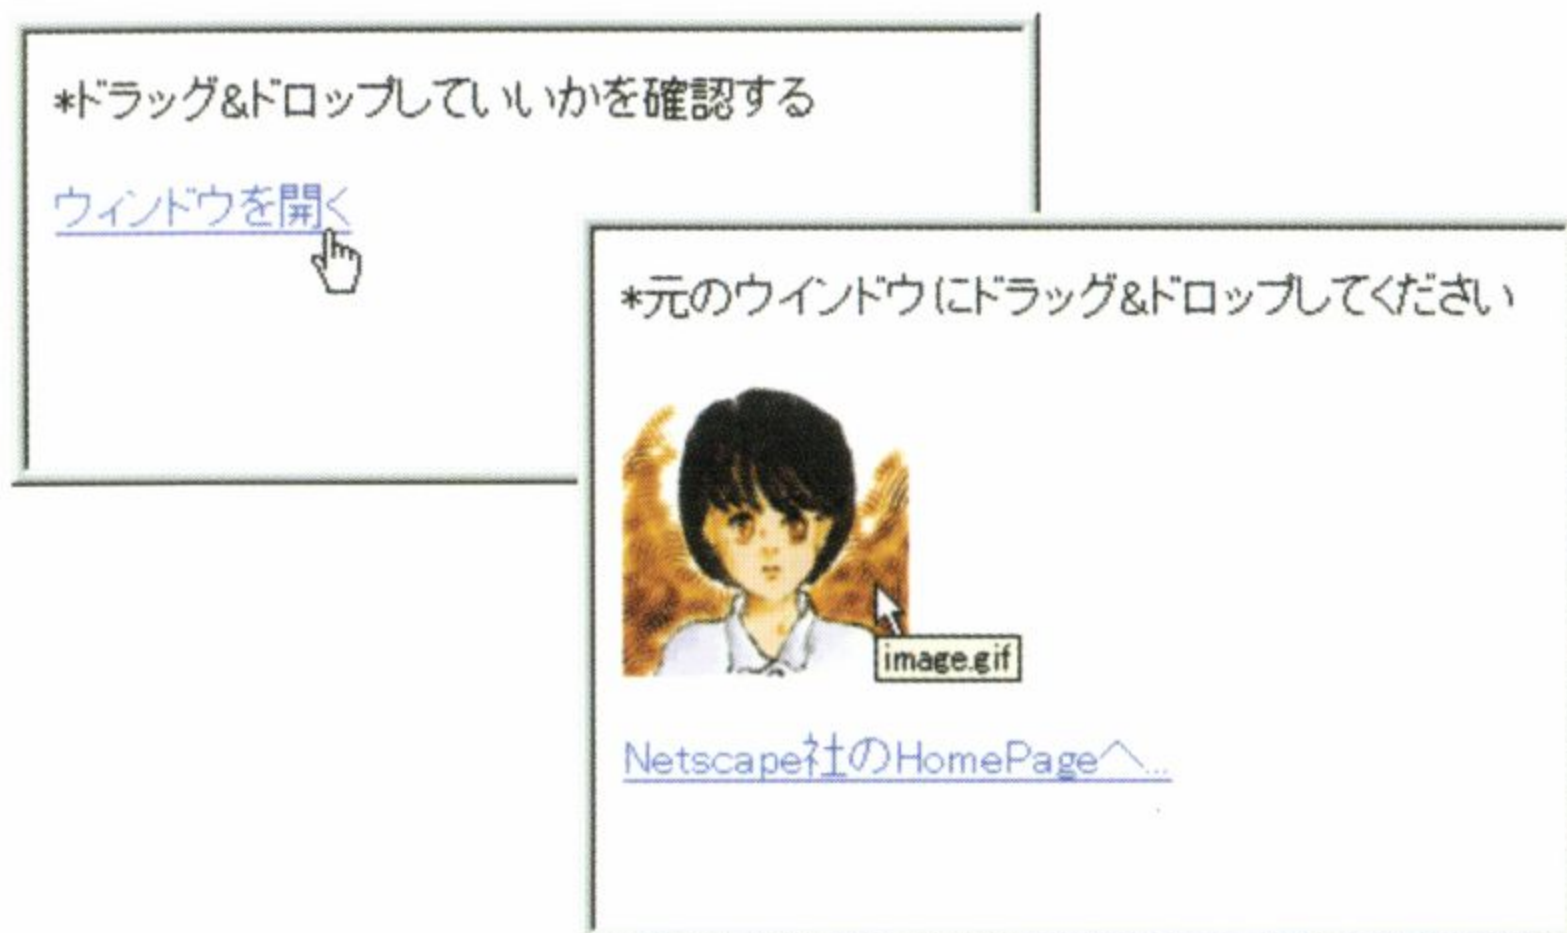 *ドラッグ&ドロップしていいかを確認する
ウィンドウを開く
*元のウインドウにドラッグ&ドロップしてください
image.gif
Netscape社のHomePageへ...